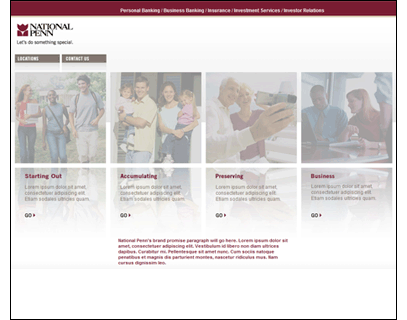 Personal Banking / Business Banking / Insurance / Investment Services / Investor Relations
NATIONAL
PENN
Let's do something special.
LOCATIONS
CONTACT US
Starting Out
Lorem ipsum dolor sit amet,
consectetuer adipiscing elit.
Etiam sodales ultricies quam.
GO
Accumulating
Lorem ipsum dolor sit amet,
consectetuer adipiscing elit.
Etiam sodales ultricies quam.
GO
Preserving
Lorem ipsum dolor sit amet,
consectetuer adipiscing elit.
Etiam sodales ultricies quam.
GO
Business
Lorem ipsum dolor sit amet,
consectetuer adipiscing elit.
Etiam sodales ultricies quam.
GO
National Penn's brand promise paragraph will go here. Lorem ipsum dolor sit
amet, consectetuer adipiscing elit. Vestibulum id libero non diam ultrices
dapibus. Curabitur mi. Pellentesque sit amet nunc. Cum sociis natoque
penatibus et magnis dis parturient montes, nascetur ridiculus mus. Nam
cursus dignissim leo.